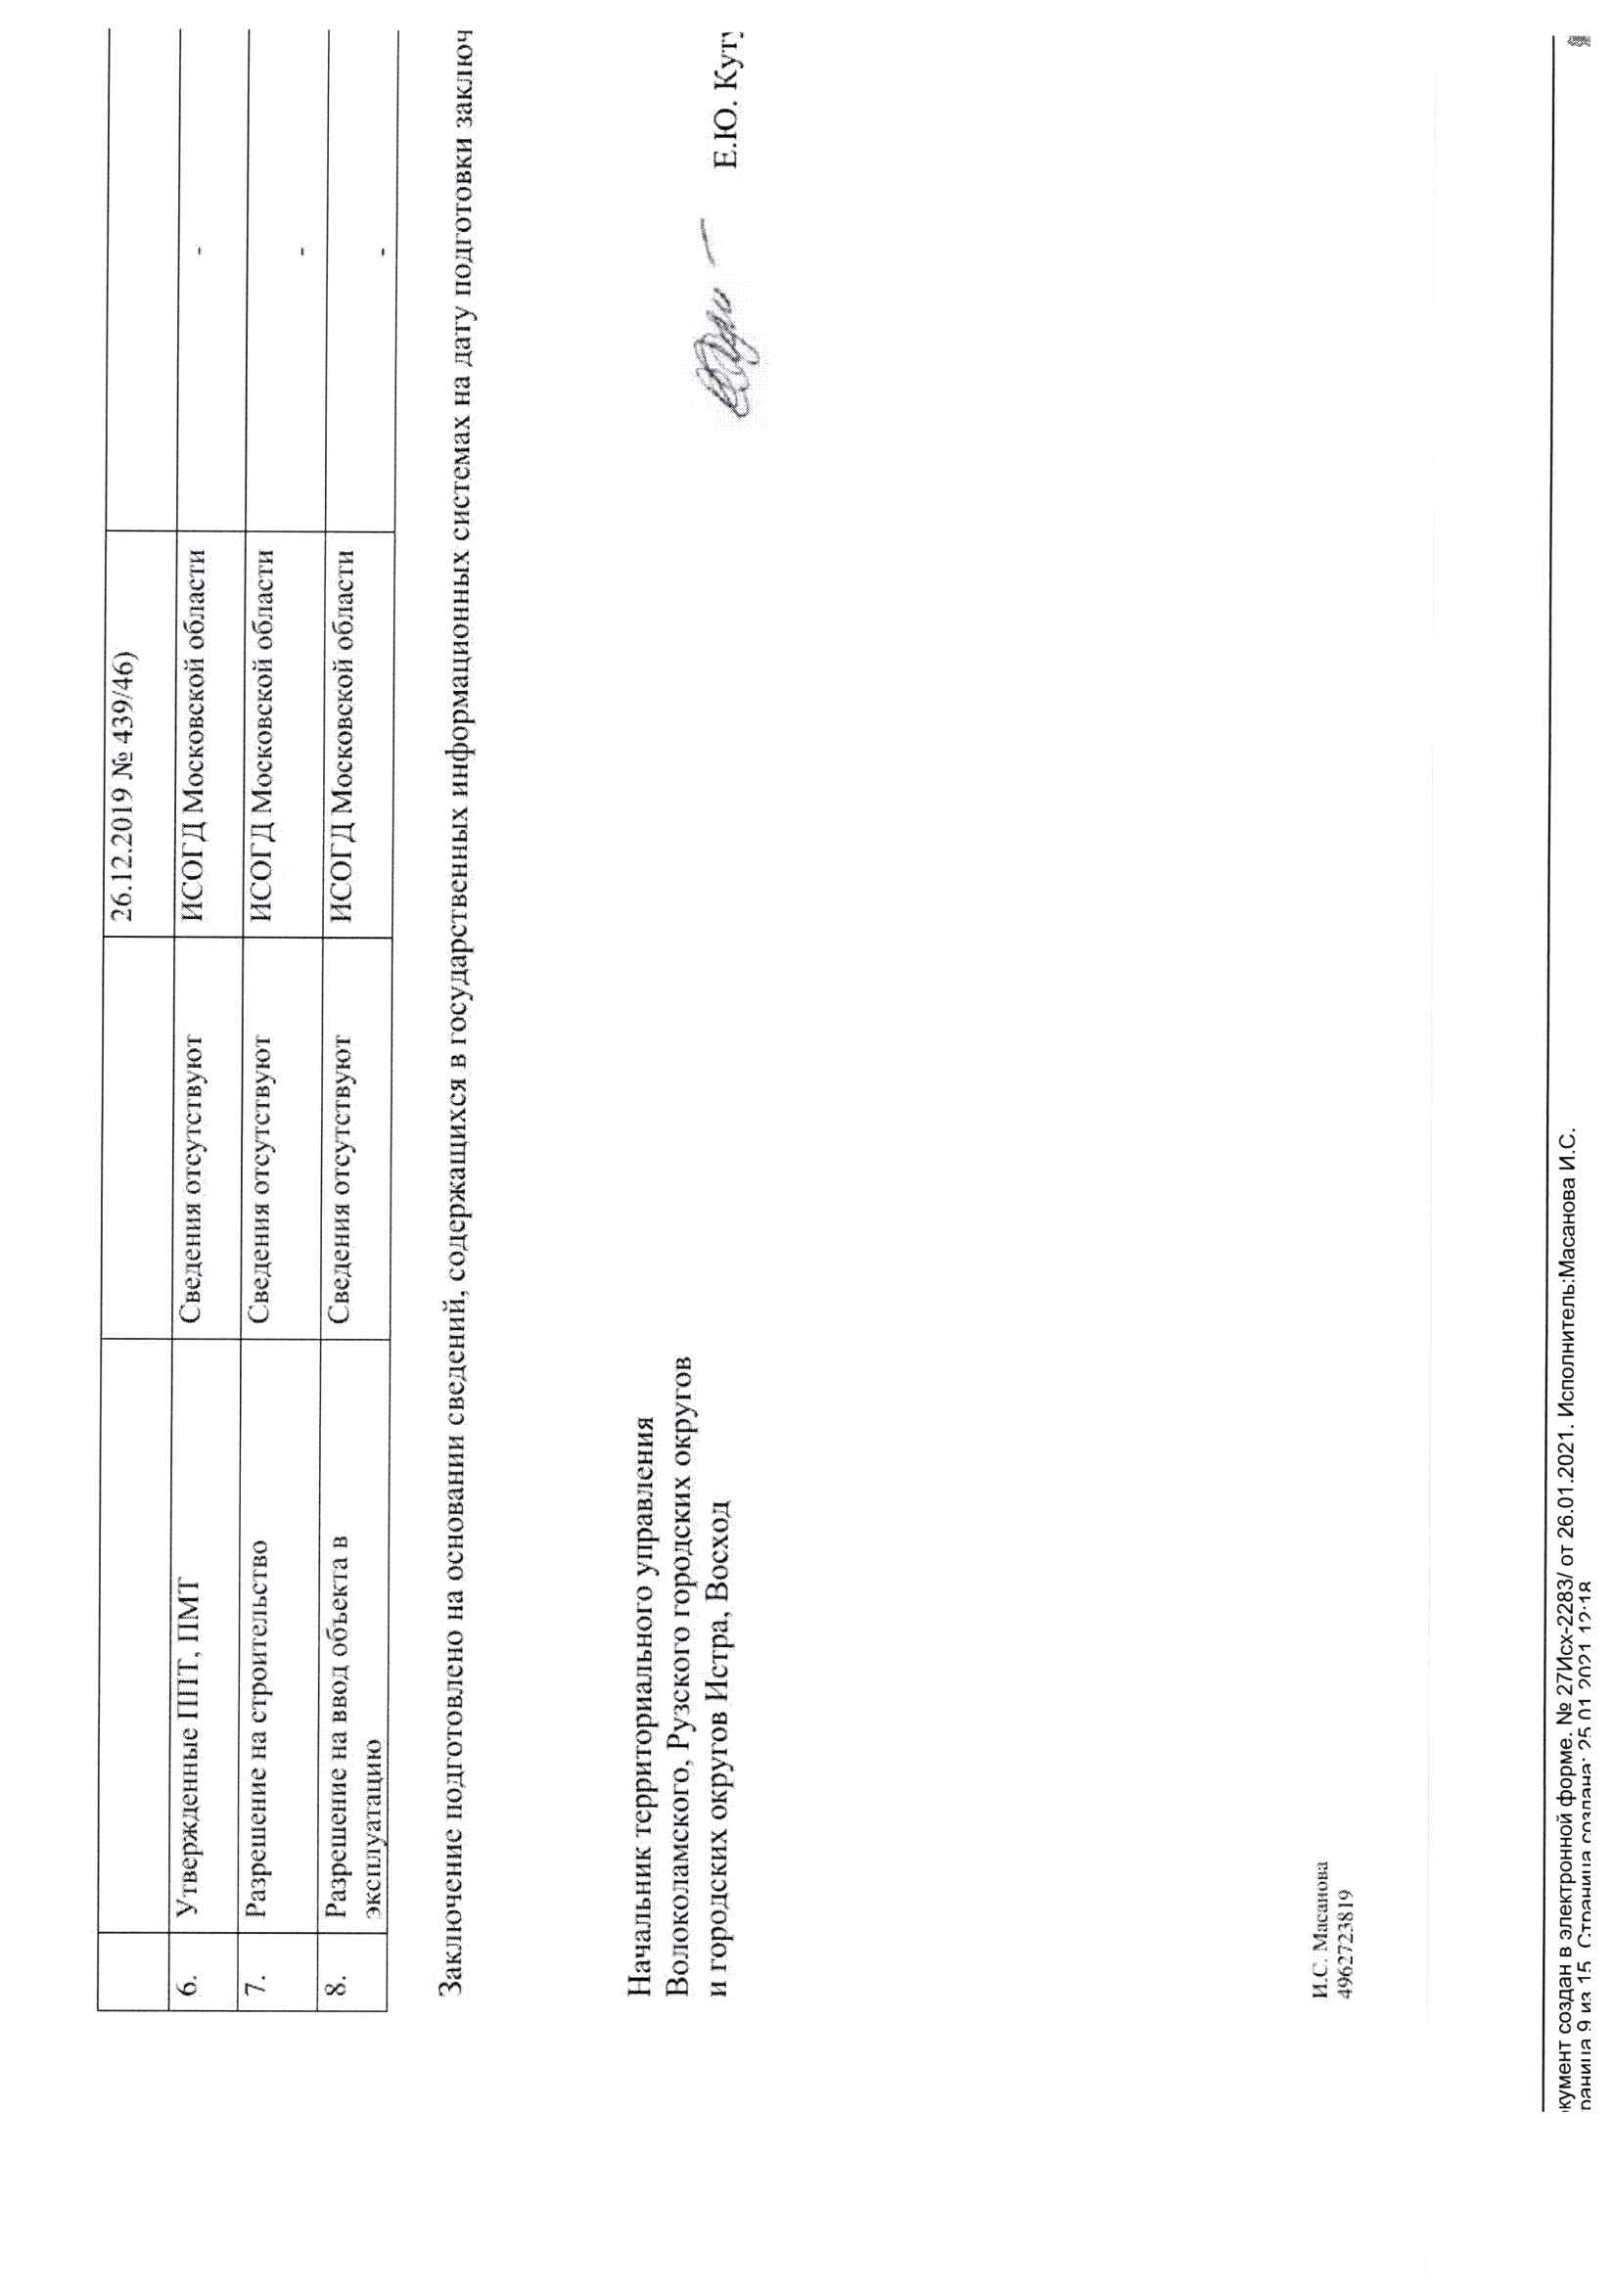 26.12.2019 № 439/46)
6. Утвержденные ППТ, ПМТ Сведения отсутствуют ИСОГД Московской области -
7. Разрешение на строительство Сведения отсутствуют ИСОГД Московской области -
8. Разрешение на ввод объекта в Сведения отсутствуют ИСОГД Московской области -
эксплуатацию
Заключение подготовлено на основании сведений, содержащихся в государственных информационных системах на дату подготовки заключ
Начальник территориального управления
Волоколамского, Рузского городских округов
и городских округов Истра, Восход Е.Ю. Кут
И.С. Масанова
4962723819
кумент создан в электронной форме. № 27Исх-2283/ от 26.01.2021. Исполнитель:Масанова И.С.
раница 9 из 15. Страница создана: 25.01.2021 12:18